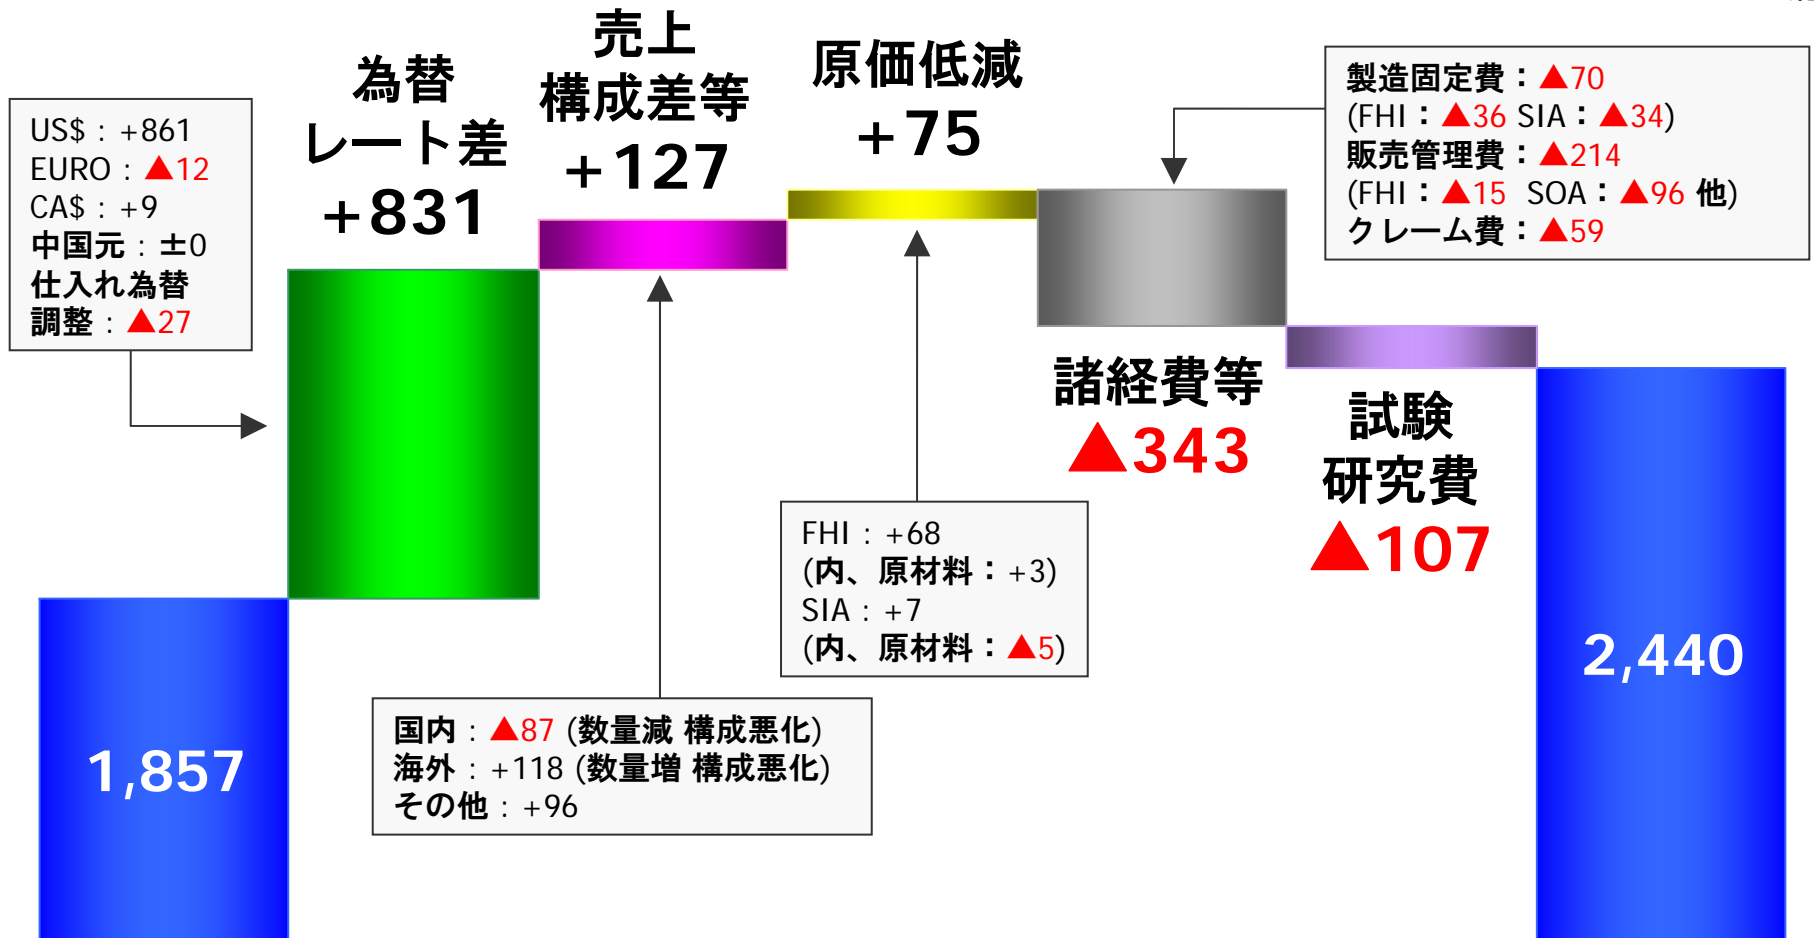 US$：+861
EURO：▲12
CA$：+9
中国元：±0
仕入れ為替
調整：▲27
為替
レート差
+831
売上
構成差等
+127
原価低減
+75
製造固定費：▲70
(FHI：▲36 SIA：▲34)
販売管理費：▲214
(FHI：▲15 SOA：▲96 他)
クレーム費：▲59
諸経費等
▲343
試験
研究費
▲107
FHI：+68
(内、原材料：+3)
SIA：+7
(内、原材料：▲5)
国内：▲87 (数量減 構成悪化)
海外：+118 (数量増 構成悪化)
その他：+96
1,857
2,440